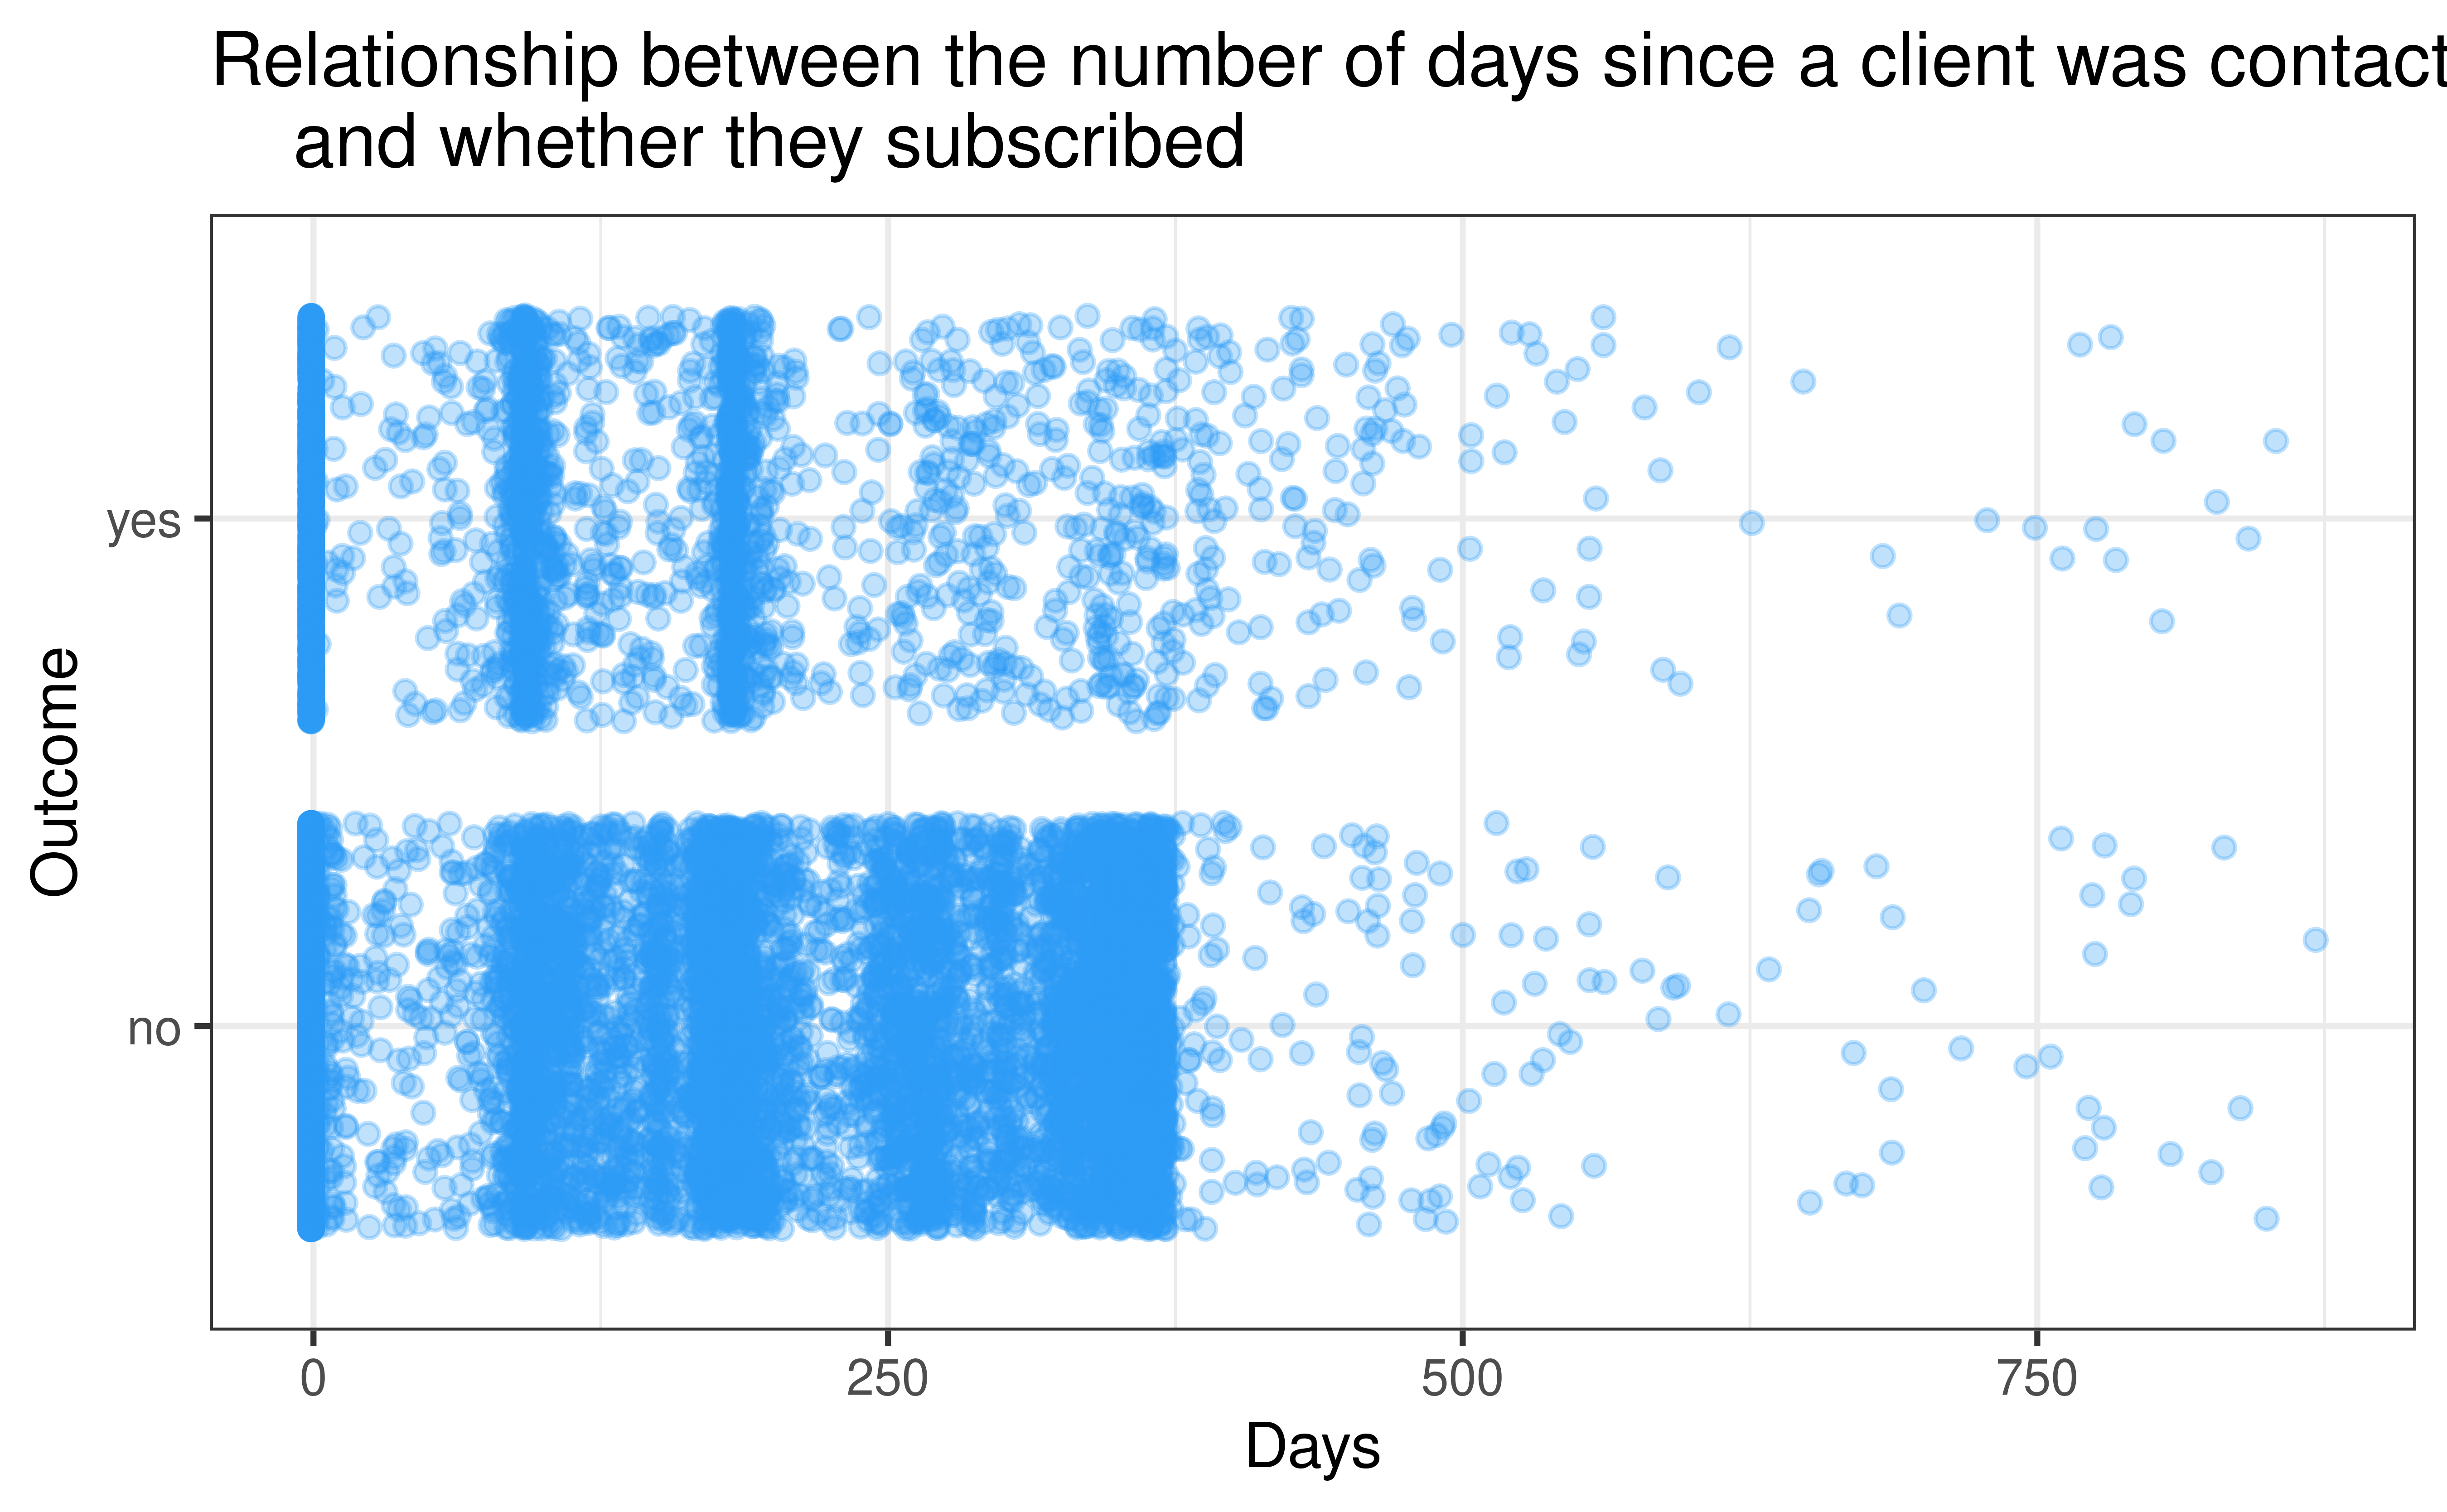 Relationship between the number of days since a client was contact
and whether they subscribed
yes
Outcome
no
0 250 500 750
Days